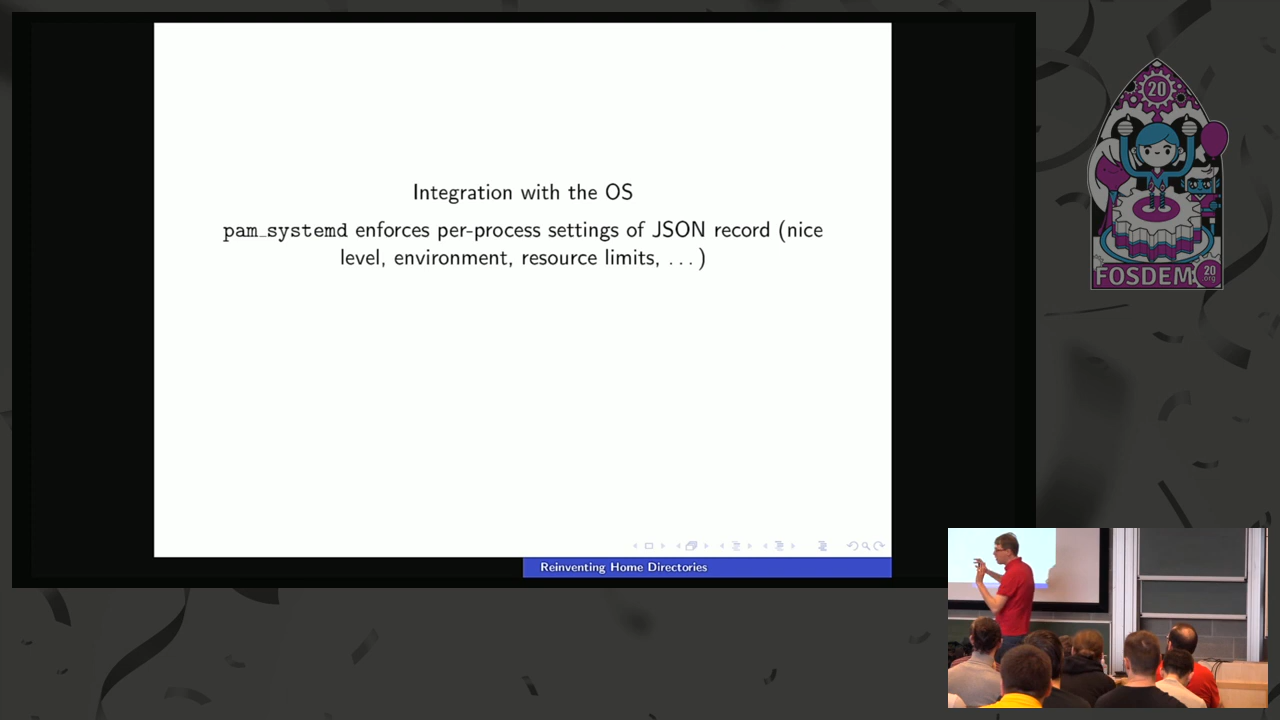 Integration with the OS
pam_systemd enforces per-process settings of JSON record (nice
level, environment, resource limits, . . . )
Reinventing Home Directories
20
FOSDEM
20
.org